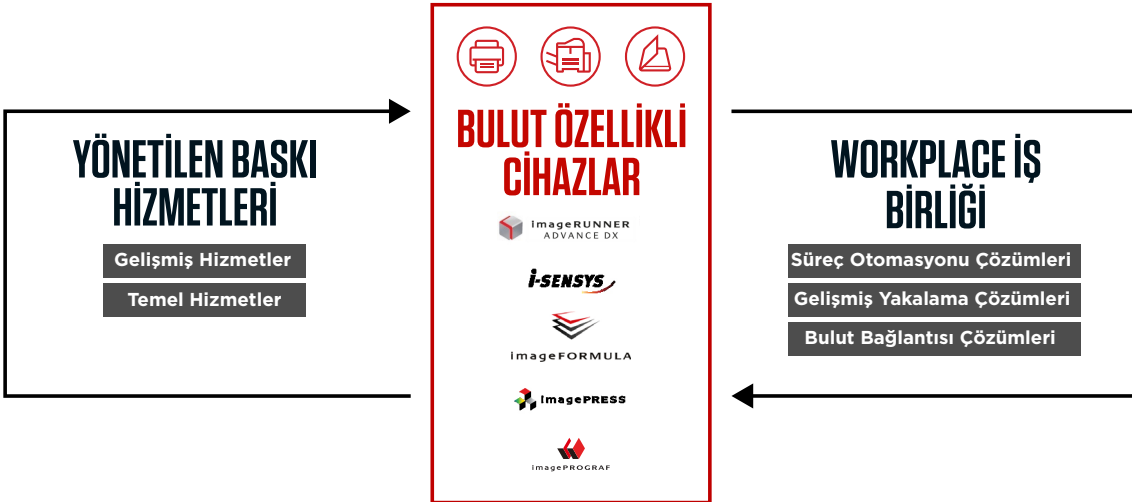 YÖNETİLEN BASKI
HİZMETLERİ
Gelişmiş Hizmetler
Temel Hizmetler
BULUT ÖZELLİKLİ
CİHAZLAR
imageRUNNER
ADVANCE DX
i-SENSYS
imageFORMULA
imagePRESS
imagePROGRAF
WORKPLACE İŞ
BİRLİĞİ
Süreç Otomasyonu Çözümleri
Gelişmiş Yakalama Çözümleri
Bulut Bağlantısı Çözümleri